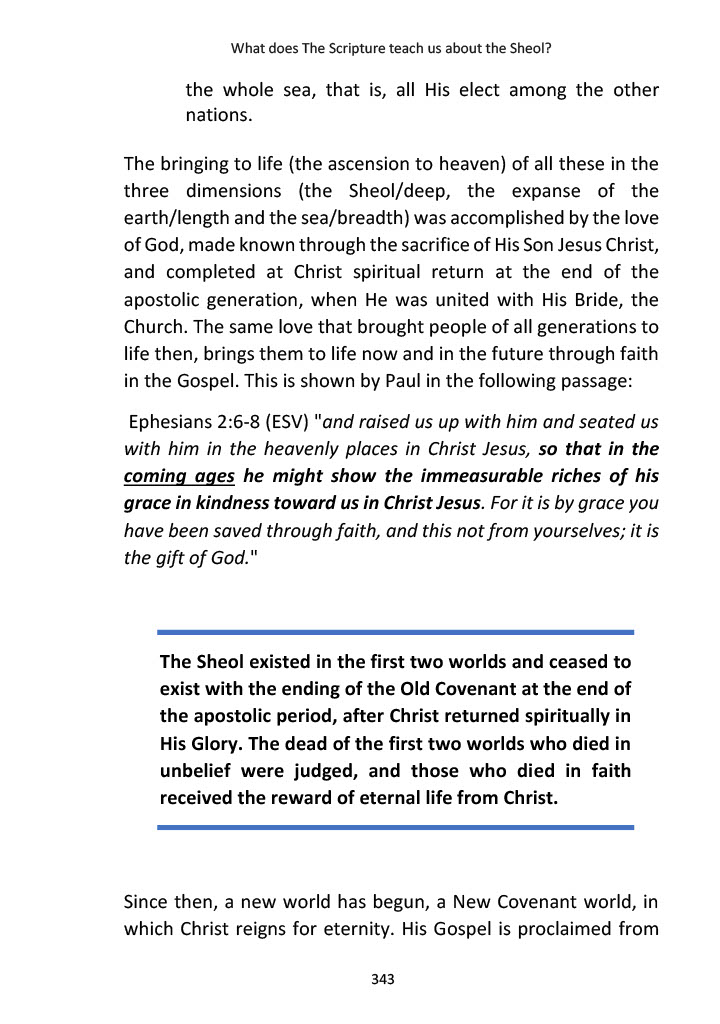 What does The Scripture teach us about the Sheol?
the whole sea, that is, all His elect among the other
nations.
The bringing to life (the ascension to heaven) of all these in the
three dimensions (the Sheol/deep, the expanse of the
earth/length and the sea/breadth) was accomplished by the love
of God, made known through the sacrifice of His Son Jesus Christ,
and completed at Christ spiritual return at the end of the
apostolic generation, when He was united with His Bride, the
Church. The same love that brought people of all generations to
life then, brings them to life now and in the future through faith
in the Gospel. This is shown by Paul in the following passage:
Ephesians 2:6-8 (ESV) "and raised us up with him and seated us
with him in the heavenly places in Christ Jesus, so that in the
coming ages he might show the immeasurable riches of his
grace in kindness toward us in Christ Jesus. For it is by grace you
have been saved through faith, and this not from yourselves; it is
the gift of God."
The Sheol existed in the first two worlds and ceased to
exist with the ending of the Old Covenant at the end of
the apostolic period, after Christ returned spiritually in
His Glory. The dead of the first two worlds who died in
unbelief were judged, and those who died in faith
received the reward of eternal life from Christ.
Since then, a new world has begun, a New Covenant world, in
which Christ reigns for eternity. His Gospel is proclaimed from
343